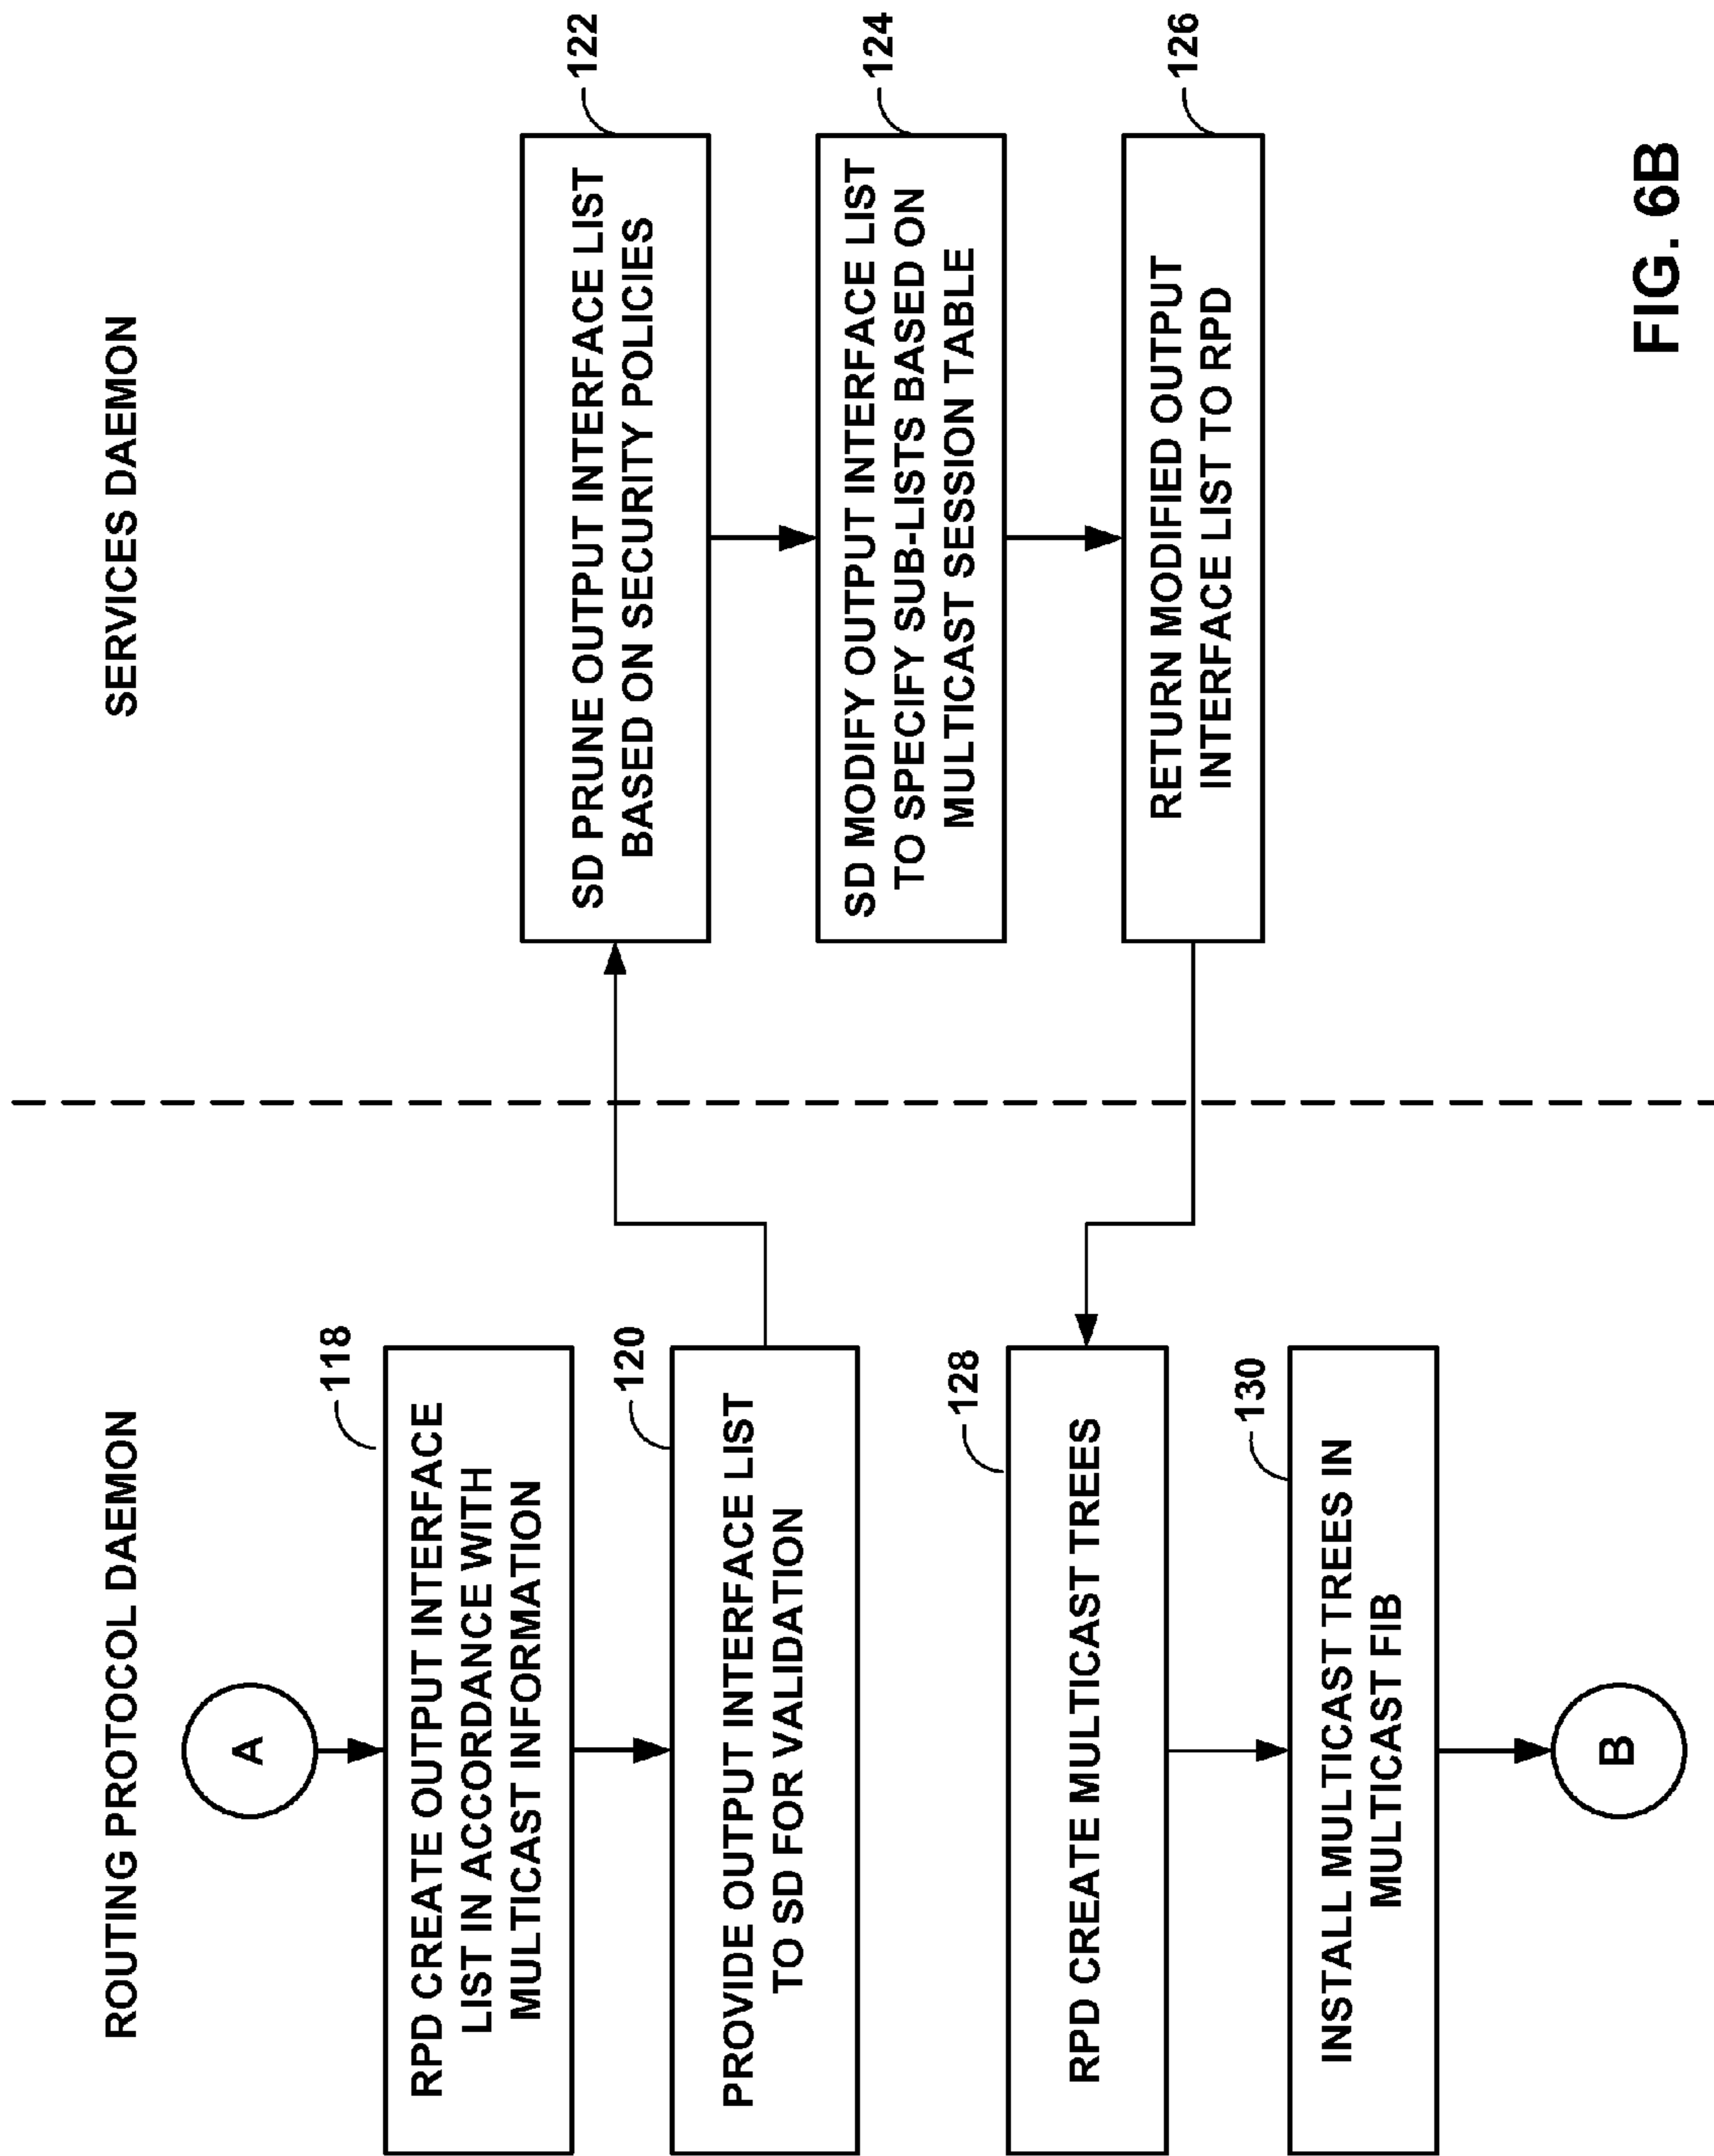 ROUTING PROTOCOL DAEMON
SERVICES DAEMON
A
118
RPD CREATE OUTPUT INTERFACE
LIST IN ACCORDANCE WITH
MULTICAST INFORMATION
120
PROVIDE OUTPUT INTERFACE LIST
TO SD FOR VALIDATION
122
SD PRUNE OUTPUT INTERFACE LIST
BASED ON SECURITY POLICIES
124
SD MODIFY OUTPUT INTERFACE LIST
TO SPECIFY SUB-LISTS BASED ON
MULTICAST SESSION TABLE
126
RETURN MODIFIED OUTPUT
INTERFACE LIST TO RPD
128
RPD CREATE MULTICAST TREES
130
INSTALL MULTICAST TREES IN
MULTICAST FIB
B
FIG. 6B